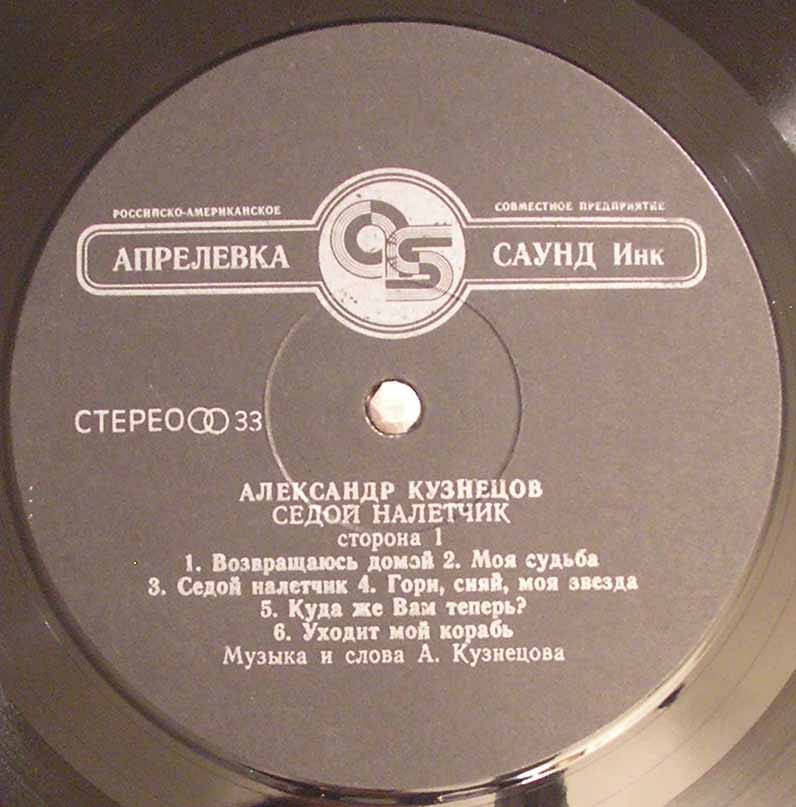 РОССИЙСКО-АМЕРИКАНСКОЕ СОВМЕСТНОЕ ПРЕДПРИЯТИЕ
АПРЕЛЕВКА САУНД Инк
СТЕРЕО 33
АЛЕКСАНДР КУЗНЕЦОВ
СЕДОЙ НАЛЕТЧИК
сторона 1
1. Возвращаюсь домэй 2. Моя судьба
3. Седой налетчик 4. Гори, сияй, моя звезда
5. Куда же Вам теперь?
6. Уходит мой корабь
Музыка и слова А. Кузнецова